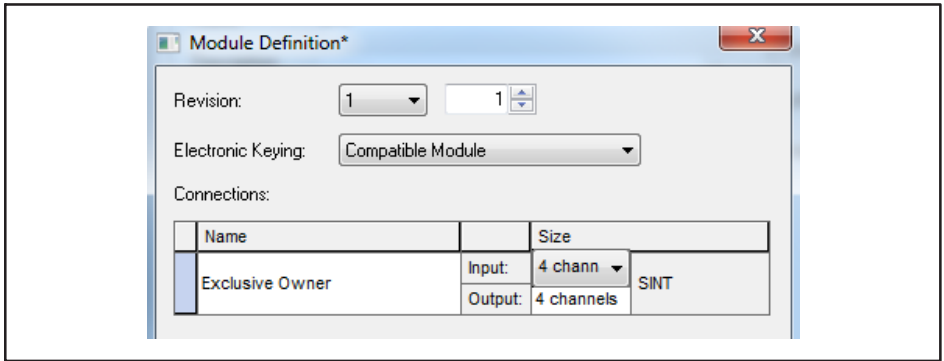 Module Definition*
Revision: 1 1
Electronic Keying: Compatible Module
Connections:
Name Size
Exclusive Owner Input: 4 chann SINT
Output: 4 channels